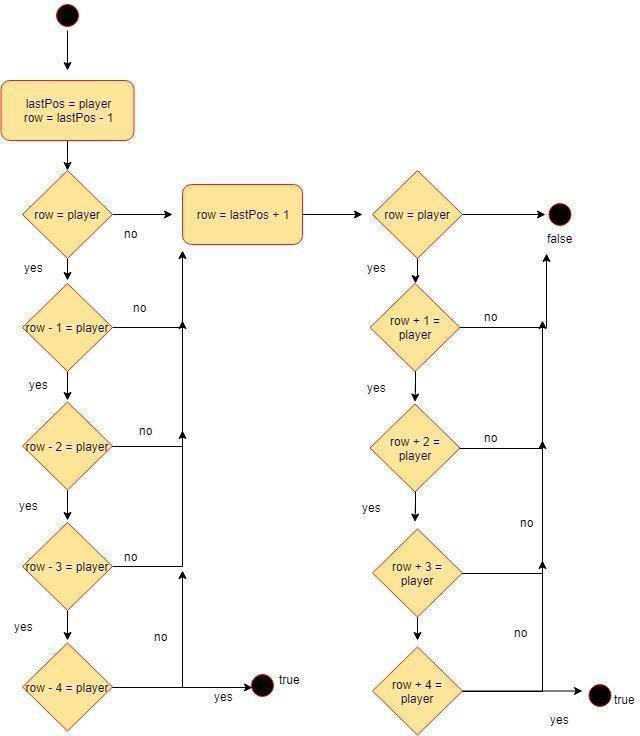 lastPos = player
row = lastPos - 1
row = player
no
yes
row - 1 = player
no
yes
row - 2 = player
no
yes
row - 3 = player
no
yes
row - 4 = player
no
yes
true
row = lastPos + 1
row = player
false
yes
row + 1 =
player
no
yes
row + 2 =
player
no
yes
row + 3 =
player
no
row + 4 =
player
no
yes
true